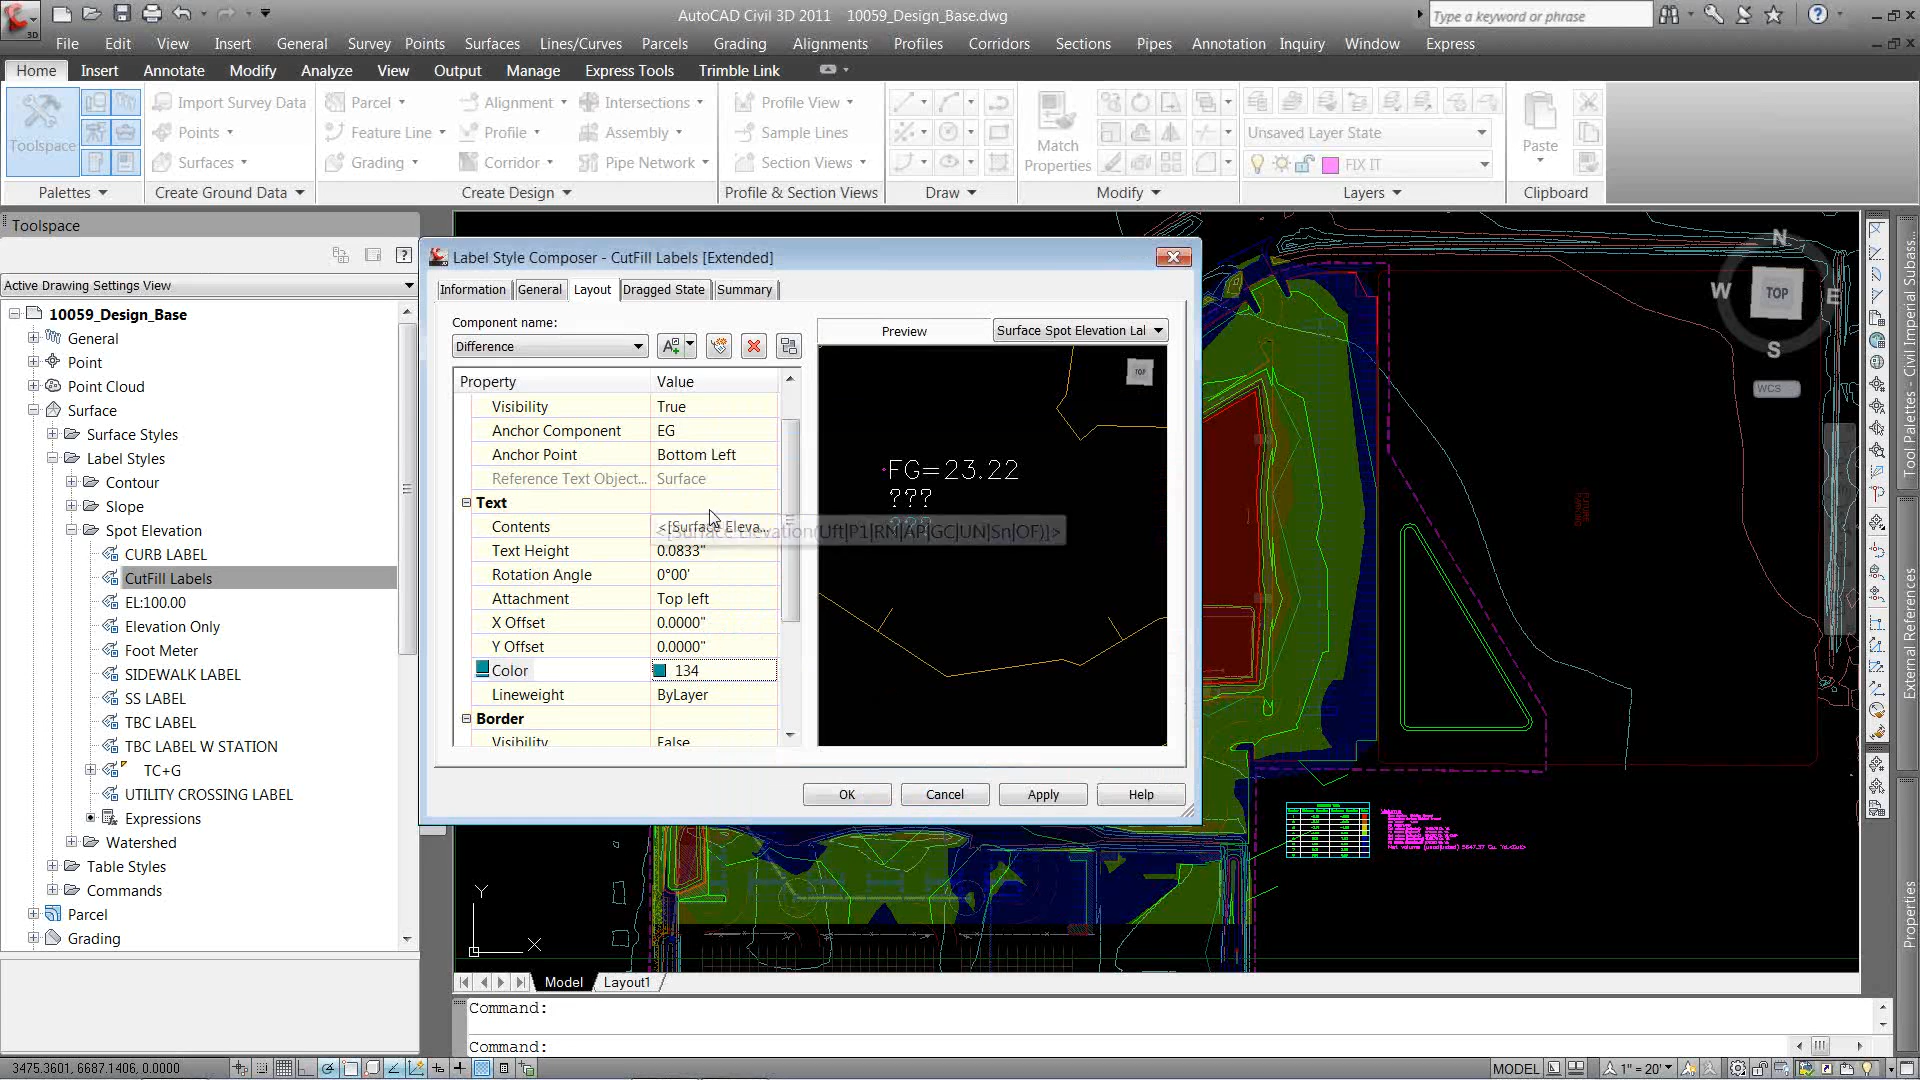 AutoCAD Civil 3D 2011 10059_Design_Base.dwg
Type a keyword or phrase
3D
File Edit View Insert General Survey Points Surfaces Lines/Curves Parcels Grading Alignments Profiles Corridors Sections Pipes Annotation Inquiry Window Express
Home Insert Annotate Modify Analyze View Output Manage Express Tools Trimble Link
Import Survey Data Parcel Alignment Intersections Profile View
Toolspace Points Feature Line Profile Assembly Sample Lines Match Properties Unsaved Layer State Paste
Surfaces Grading Corridor Pipe Network Section Views FIX IT
Palettes Create Ground Data Create Design Profile & Section Views Draw Modify Layers Clipboard
Toolspace
Active Drawing Settings View
10059_Design_Base
General
Point
Point Cloud
Surface
Surface Styles
Label Styles
Contour
Slope
Spot Elevation
CURB LABEL
CutFill Labels
EL:100.00
Elevation Only
Foot Meter
SIDEWALK LABEL
SS LABEL
TBC LABEL
TBC LABEL W STATION
TC+G
UTILITY CROSSING LABEL
Expressions
Watershed
Table Styles
Commands
Parcel
Grading
Label Style Composer - CutFill Labels [Extended]
Information General Layout Dragged State Summary
Component name:
Difference
Preview Surface Spot Elevation Lal
Property Value
Visibility True
Anchor Component EG
Anchor Point Bottom Left
Reference Text Object... Surface
Text
Contents <[Surface Eleva...
<[Surface Elevation(Uft|P1|RN|AP|GC|UN|Sn|OF)]>
Text Height 0.0833"
Rotation Angle 0°00'
Attachment Top left
X Offset 0.0000"
Y Offset 0.0000"
Color 134
Lineweight ByLayer
Border
Visibility False
TOP
FG=23.22
???
???
OK Cancel Apply Help
N
W TOP E
S
WCS
Tool Palettes - Civil Imperial Subass...
External References
Properties
Y
X
Model Layout1
Command:
Command:
3475.3601, 6687.1406, 0.0000
MODEL 1" = 20'